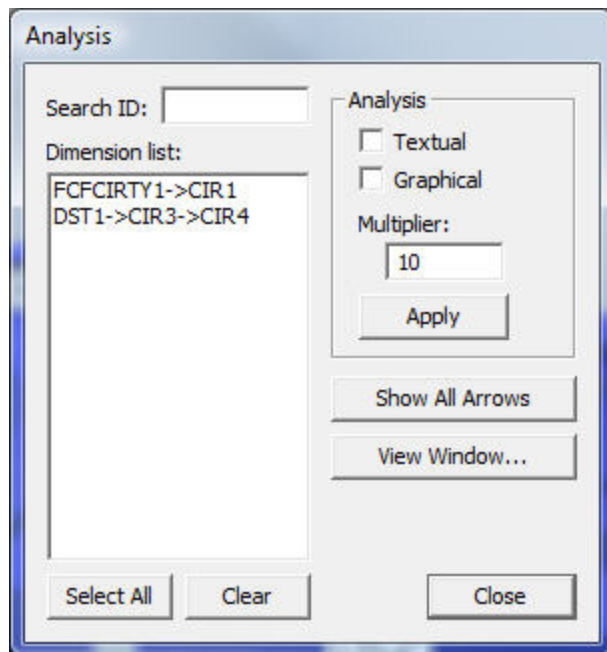 Analysis
Search ID:
Dimension list:
FCFCIRTY1->CIR1
DST1->CIR3->CIR4
Select All
Clear
Analysis
Textual
Graphical
Multiplier:
10
Apply
Show All Arrows
View Window...
Close